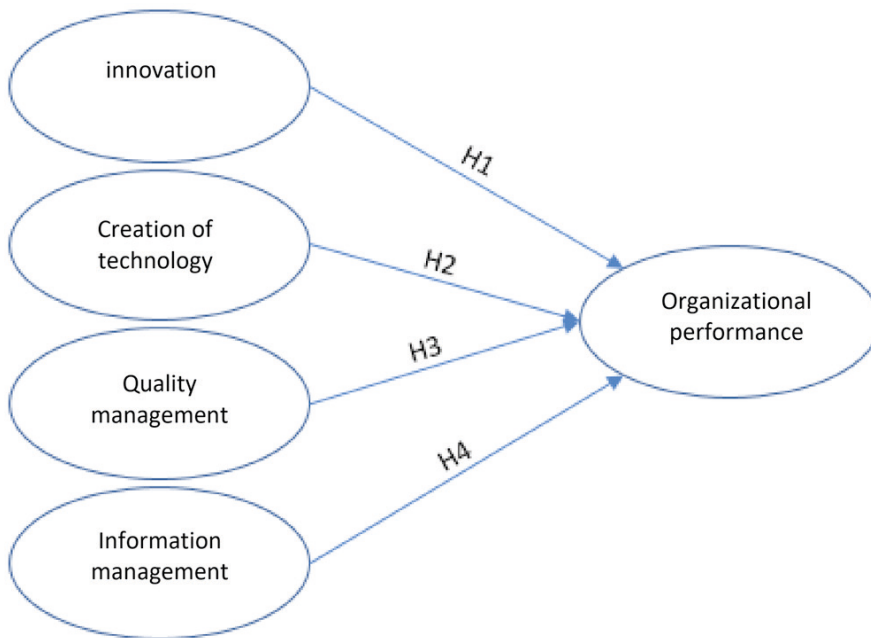 innovation
H1
Creation of
technology
H2
Organizational
performance
H3
Quality
management
H4
Information
management